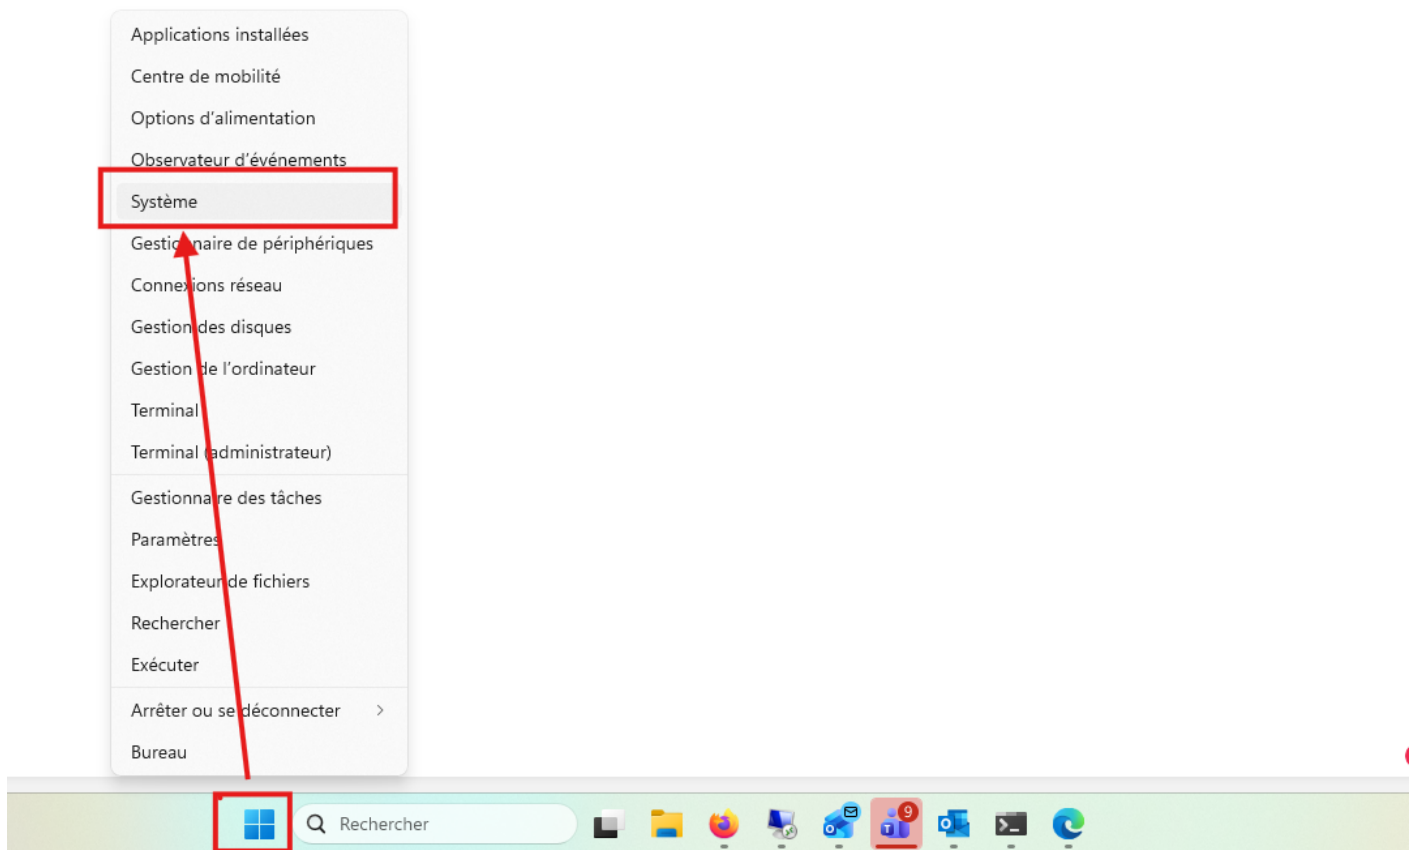 Applications installées
Centre de mobilité
Options d’alimentation
Observateur d’événements
Système
Gestionnaire de périphériques
Connexions réseau
Gestion des disques
Gestion de l’ordinateur
Terminal
Terminal (administrateur)
Gestionnaire des tâches
Paramètres
Explorateur de fichiers
Rechercher
Exécuter
Arrêter ou se déconnecter
Bureau
Rechercher
9